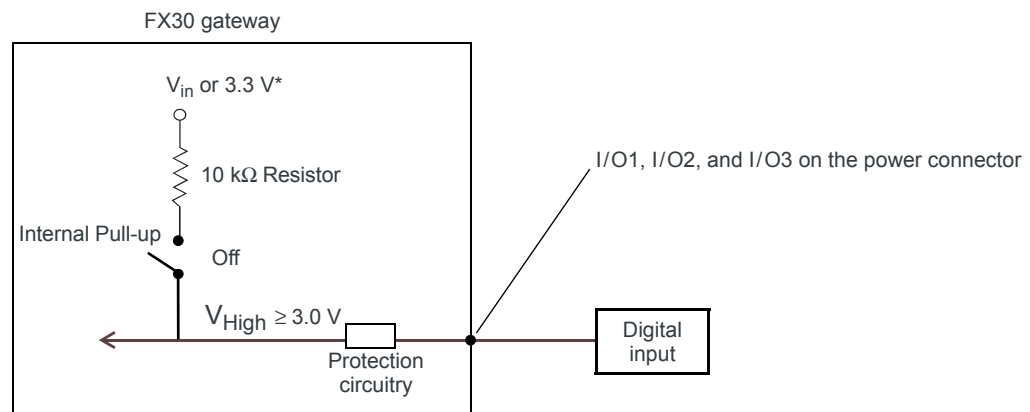 FX30 gateway
Vin or 3.3 V*
I/O1, I/O2, and I/O3 on the power connector
10 kΩ Resistor
Internal Pull-up
Off
VHigh ≥ 3.0 V
Digital
input
Protection
circuitry